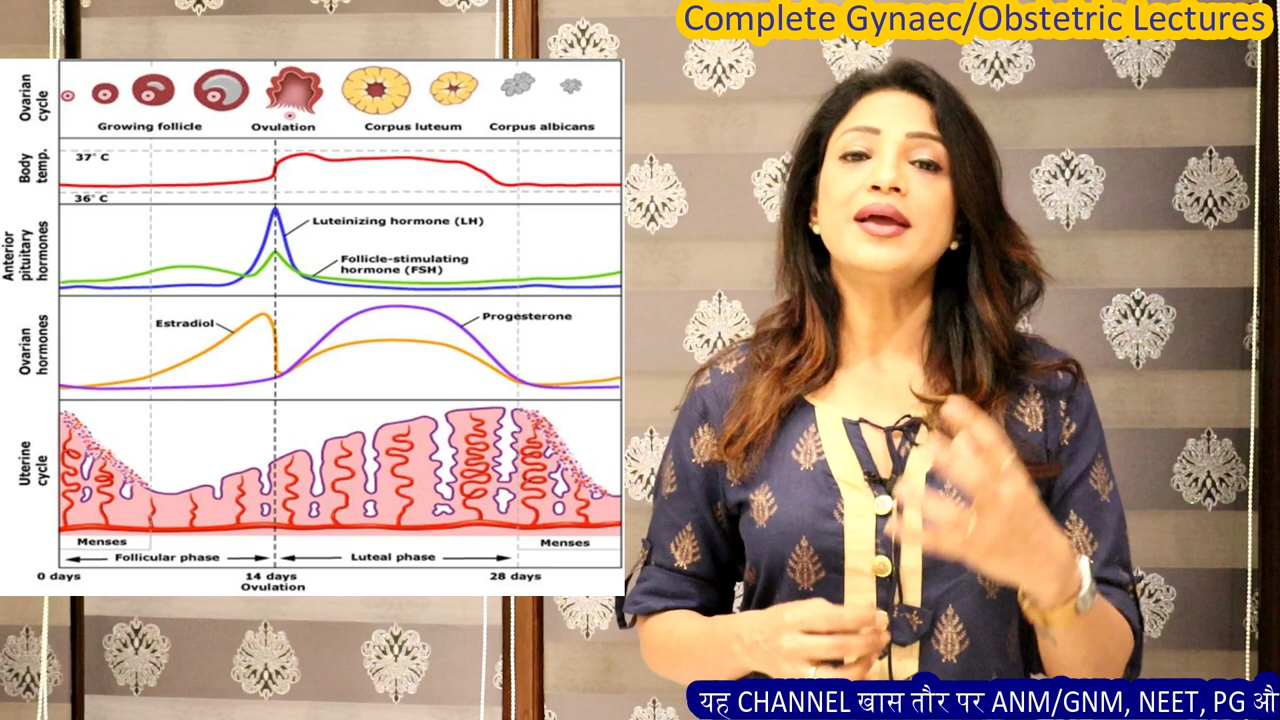 Complete Gynaec/Obstetric Lectures
Ovarian
cycle
Growing follicle
Ovulation
Corpus luteum
Corpus albicans
Body
temp.
37° C
36° C
Anterior
pituitary
hormones
Luteinizing hormone (LH)
Follicle-stimulating
hormone (FSH)
Ovarian
hormones
Estradiol
Progesterone
Uterine
cycle
Menses
Menses
Follicular phase
Luteal phase
0 days
14 days
28 days
Ovulation
यह CHANNEL खास तौर पर ANM/GNM, NEET, PG औ